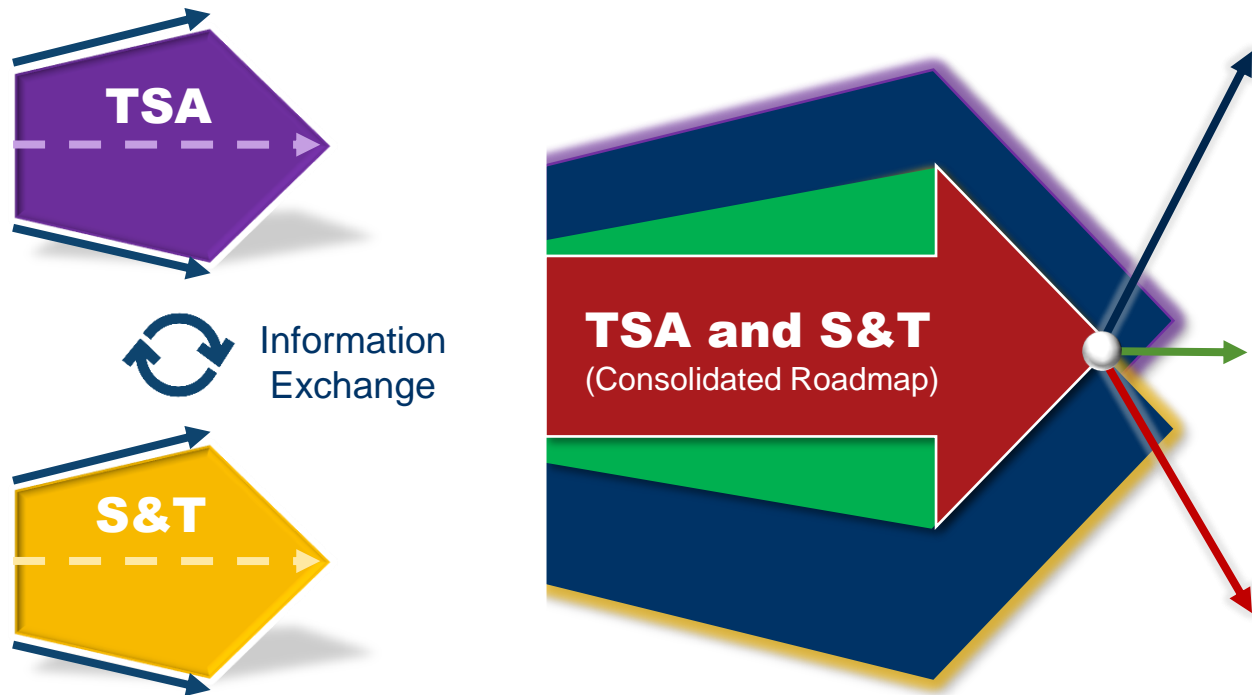 TSA
Information
Exchange
S&T
TSA and S&T
(Consolidated Roadmap)